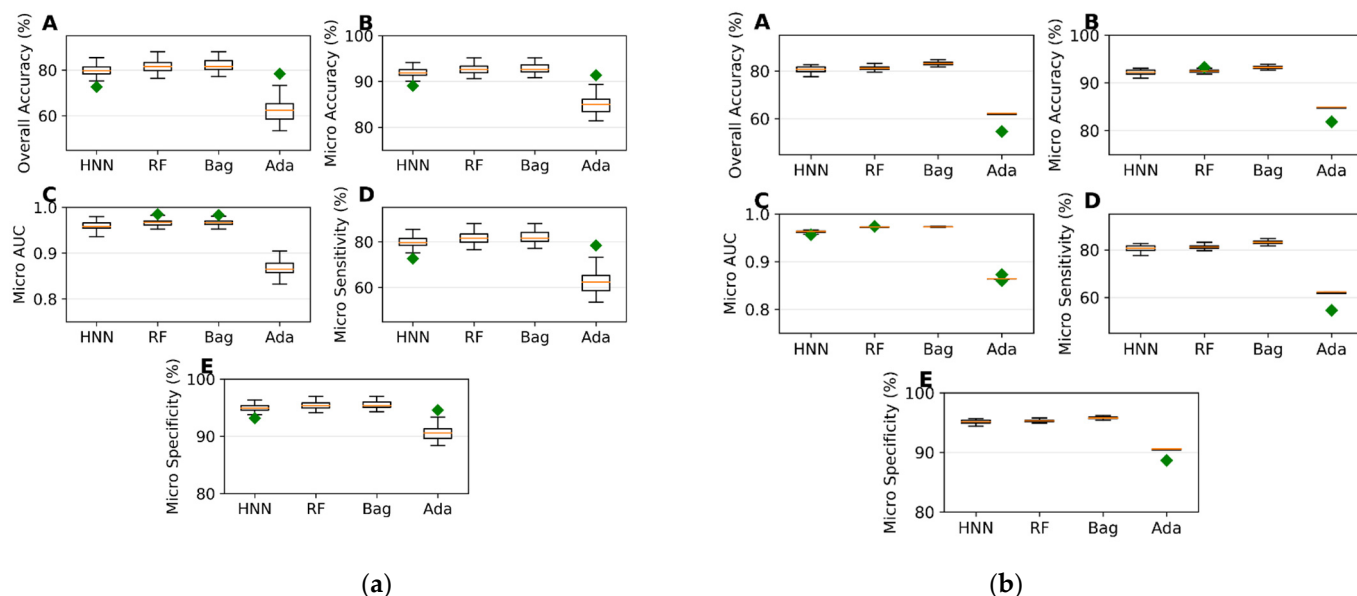 A
B
Overall Accuracy (%)
80
60
HNN RF Bag Ada
Micro Accuracy (%)
100
90
80
HNN RF Bag Ada
C
D
Micro AUC
1.0
0.9
0.8
HNN RF Bag Ada
Micro Sensitivity (%)
80
60
HNN RF Bag Ada
E
Micro Specificity (%)
100
90
80
HNN RF Bag Ada
(a)
A
B
Overall Accuracy (%)
80
60
HNN RF Bag Ada
Micro Accuracy (%)
100
90
80
HNN RF Bag Ada
C
D
Micro AUC
1.0
0.9
0.8
HNN RF Bag Ada
Micro Sensitivity (%)
80
60
HNN RF Bag Ada
E
Micro Specificity (%)
100
90
80
HNN RF Bag Ada
(b)